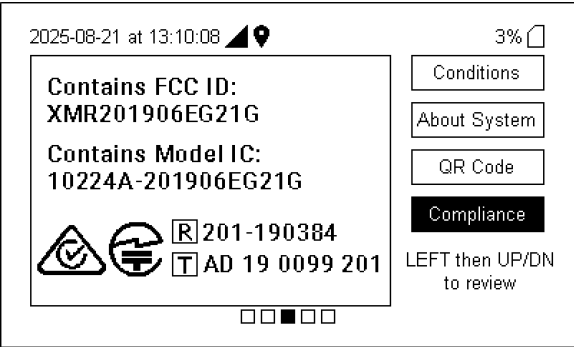 2025-08-21 at 13:10:08
3%
Contains FCC ID:
XMR201906EG21G
Contains Model IC:
10224A-201906EG21G
R 201-190384
T AD 19 0099 201
Conditions
About System
QR Code
Compliance
LEFT then UP/DN
to review